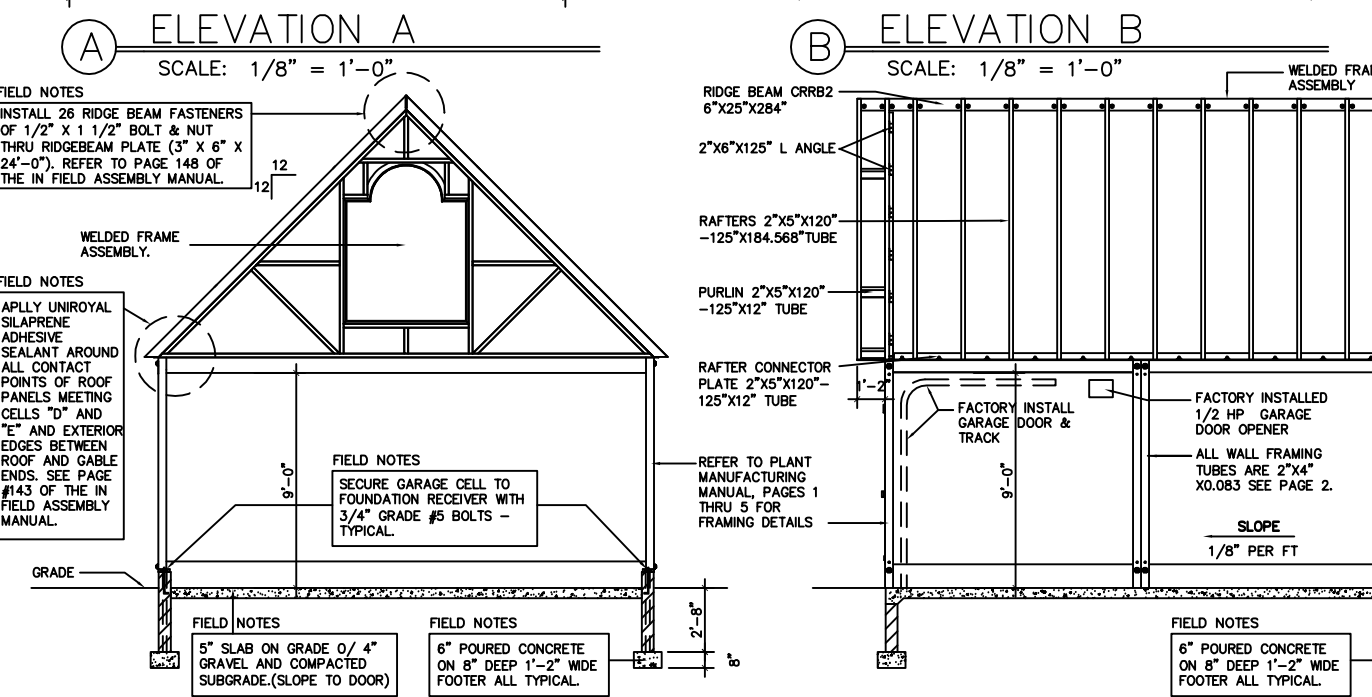 A
ELEVATION A
SCALE: 1/8" = 1'-0"
FIELD NOTES
INSTALL 26 RIDGE BEAM FASTENERS
OF 1/2" X 1 1/2" BOLT & NUT
THRU RIDGEBEAM PLATE (3" X 6" X
24'-0"). REFER TO PAGE 148 OF
THE IN FIELD ASSEMBLY MANUAL.
12
12
WELDED FRAME
ASSEMBLY.
FIELD NOTES
APLLY UNIROYAL
SILAPRENE
ADHESIVE
SEALANT AROUND
ALL CONTACT
POINTS OF ROOF
PANELS MEETING
CELLS "D" AND
"E" AND EXTERIOR
EDGES BETWEEN
ROOF AND GABLE
ENDS. SEE PAGE
#143 OF THE IN
FIELD ASSEMBLY
MANUAL.
9'-0"
FIELD NOTES
SECURE GARAGE CELL TO
FOUNDATION RECEIVER WITH
3/4" GRADE #5 BOLTS –
TYPICAL.
GRADE
FIELD NOTES
5" SLAB ON GRADE O/ 4"
GRAVEL AND COMPACTED
SUBGRADE.(SLOPE TO DOOR)
FIELD NOTES
6" POURED CONCRETE
ON 8" DEEP 1'-2" WIDE
FOOTER ALL TYPICAL.
2'-8"
8"
B
ELEVATION B
SCALE: 1/8" = 1'-0"
RIDGE BEAM CRRB2
6"X25"X284"
WELDED FRAM
ASSEMBLY
2"X6"X125" L ANGLE
RAFTERS 2"X5"X120"
-125"X184.568"TUBE
PURLIN 2"X5"X120"
-125"X12" TUBE
RAFTER CONNECTOR
PLATE 2"X5"X120"-
125"X12" TUBE
1'-2"
FACTORY INSTALL
GARAGE DOOR &
TRACK
FACTORY INSTALLED
1/2 HP GARAGE
DOOR OPENER
ALL WALL FRAMING
TUBES ARE 2"X4"
X0.083 SEE PAGE 2.
9'-0"
REFER TO PLANT
MANUFACTURING
MANUAL, PAGES 1
THRU 5 FOR
FRAMING DETAILS
SLOPE
1/8" PER FT
FIELD NOTES
6" POURED CONCRETE
ON 8" DEEP 1'-2" WIDE
FOOTER ALL TYPICAL.